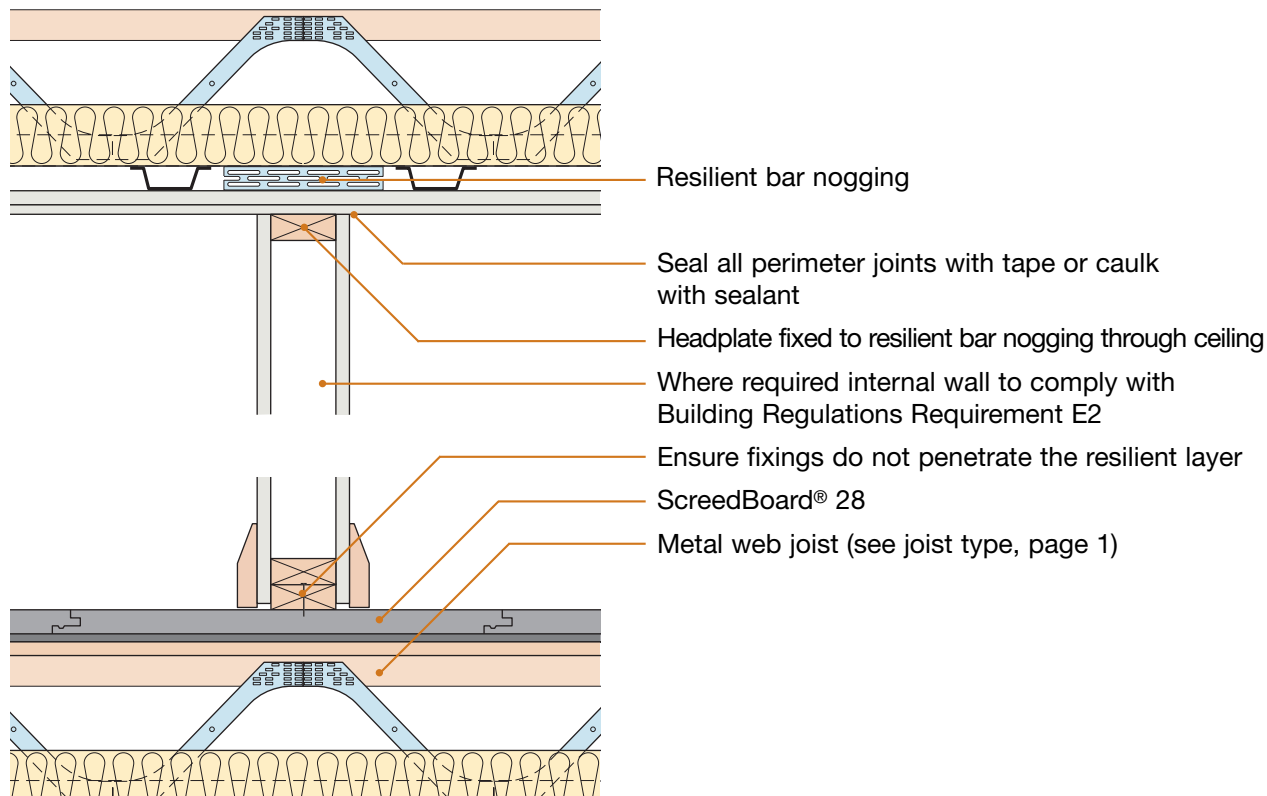 Resilient bar nogging
Seal all perimeter joints with tape or caulk
with sealant
Headplate fixed to resilient bar nogging through ceiling
Where required internal wall to comply with
Building Regulations Requirement E2
Ensure fixings do not penetrate the resilient layer
ScreedBoard® 28
Metal web joist (see joist type, page 1)